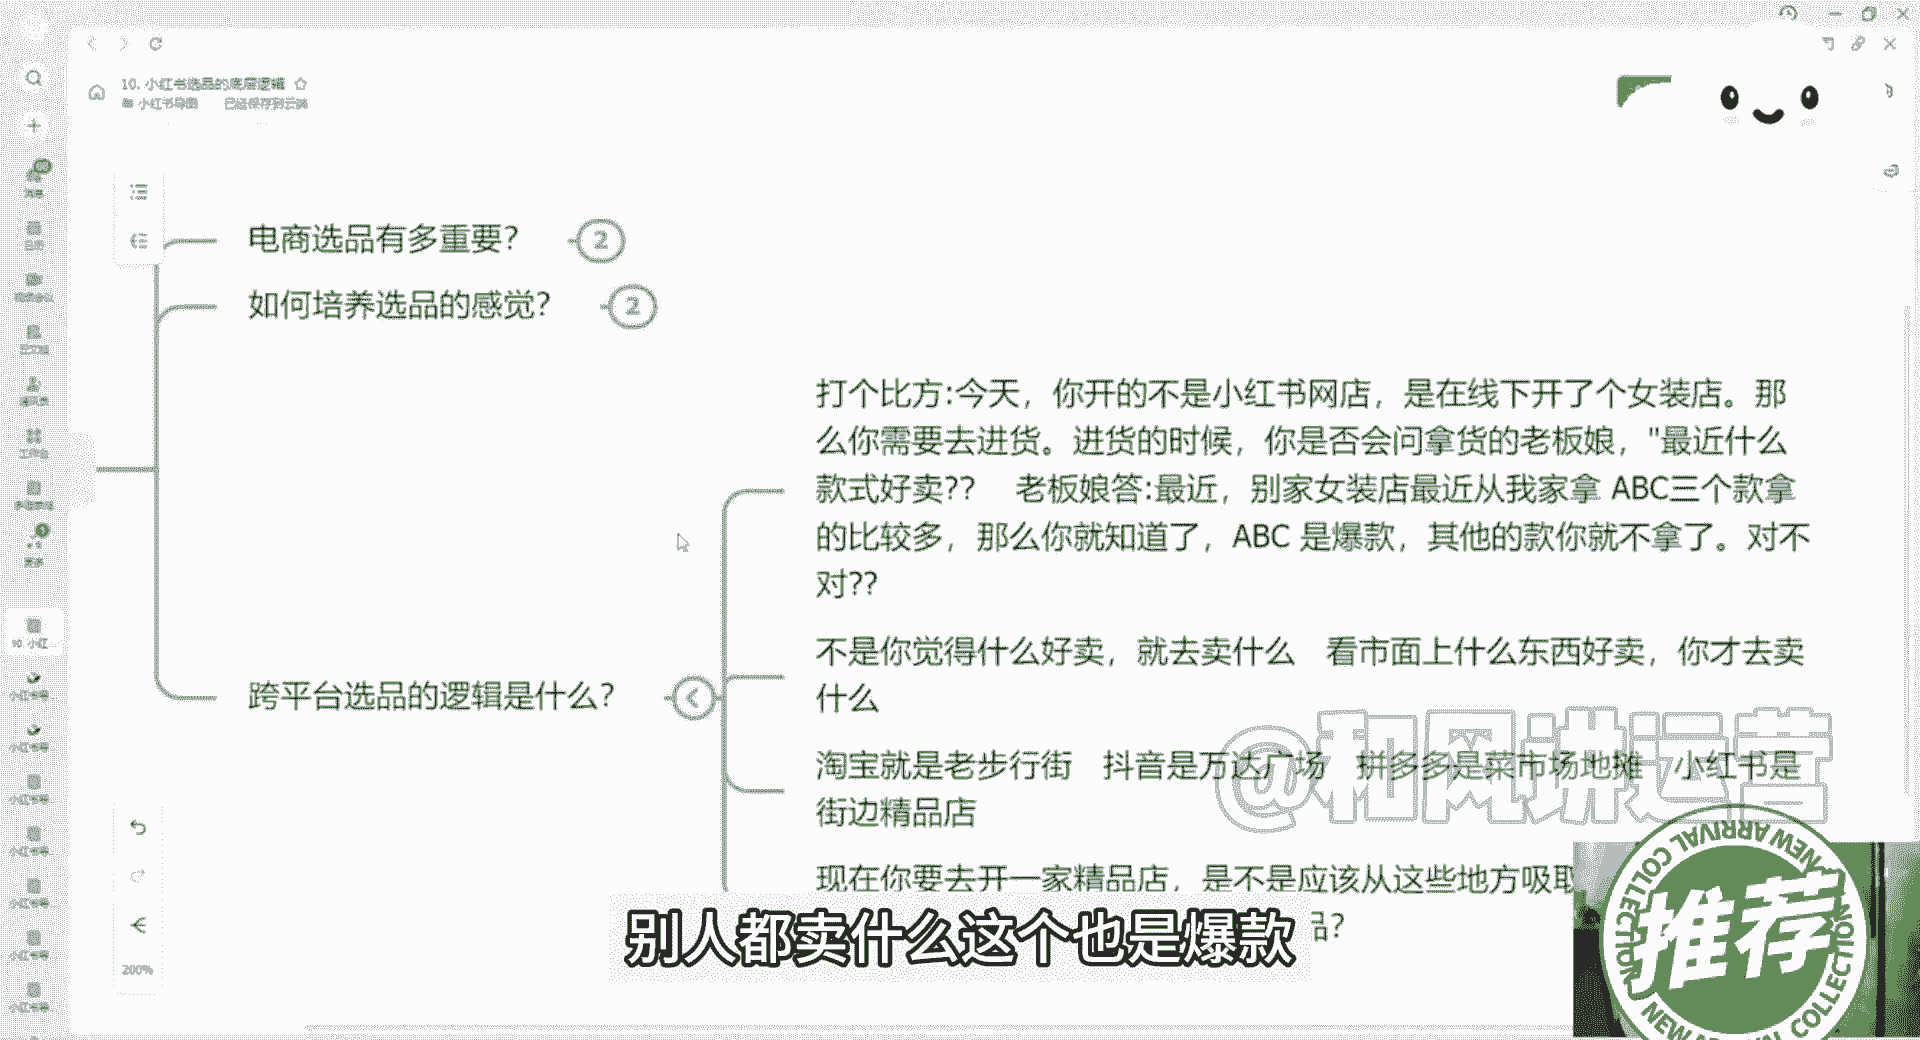 10. 小红书选品的底层逻辑
小红书导图 已经保存到云端
电商选品有多重要？
2
如何培养选品的感觉？
2
打个比方:今天，你开的不是小红书网店，是在线下开了个女装店。那
么你需要去进货。进货的时候，你是否会问拿货的老板娘，"最近什么
款式好卖?? 老板娘答:最近，别家女装店最近从我家拿 ABC三个款拿
的比较多，那么你就知道了，ABC 是爆款，其他的款你就不拿了。对不
对??
不是你觉得什么好卖，就去卖什么 看市面上什么东西好卖，你才去卖
什么
跨平台选品的逻辑是什么？
淘宝就是老步行街 抖音是万达广场 拼多多是菜市场地摊 小红书是
街边精品店
现在你要去开一家精品店，是不是应该从这些地方吸取
品？
别人都卖什么这个也是爆款
@和风讲运营
NEW ARRIVAL COLLECTION
推荐
NEW ARRIVAL COLLECTION
200%
10. 小红